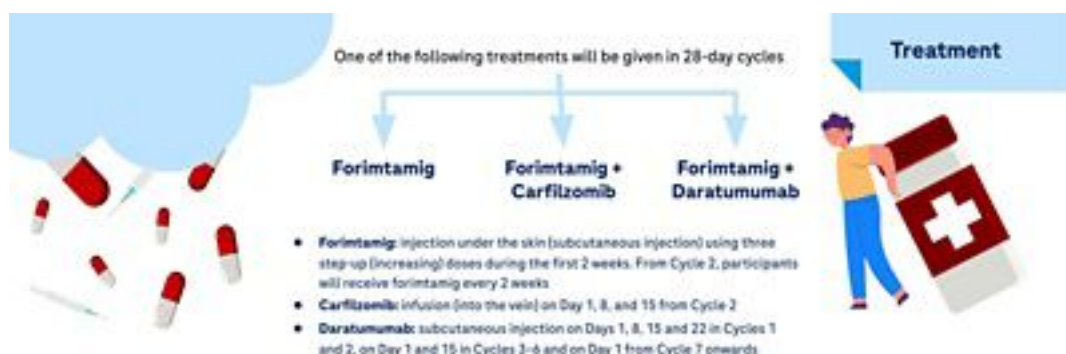 One of the following treatments will be given in 28-day cycles
Treatment
Forimtamig
Forimtamig +
Carfilzomib
Forimtamig +
Daratumumab
• Forimtamig: injection under the skin (subcutaneous injection) using three
step-up (increasing) doses during the first 2 weeks. From Cycle 2, participants
will receive forimtamig every 2 weeks
• Carfilzomib: infusion (into the vein) on Day 1, 8, and 15 from Cycle 2
• Daratumumab: subcutaneous injection on Days 1, 8, 15 and 22 in Cycles 1
and 2, on Day 1 and 15 in Cycles 3-6 and on Day 1 from Cycle 7 onwards